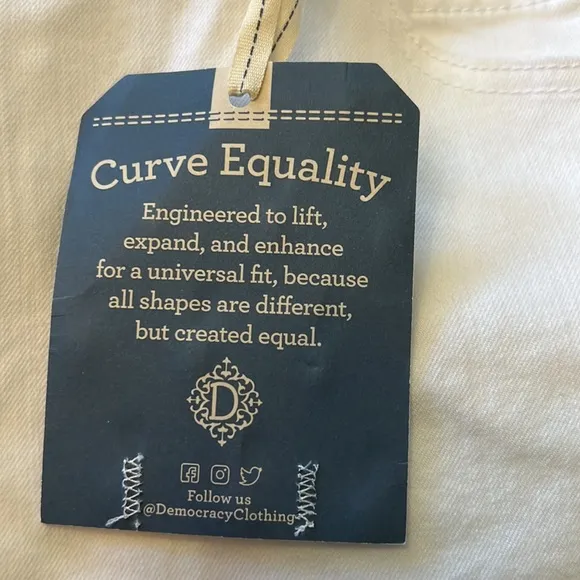 Curve Equality
Engineered to lift,
expand, and enhance
for a universal fit, because
all shapes are different,
but created equal.
D
Follow us
@DemocracyClothing